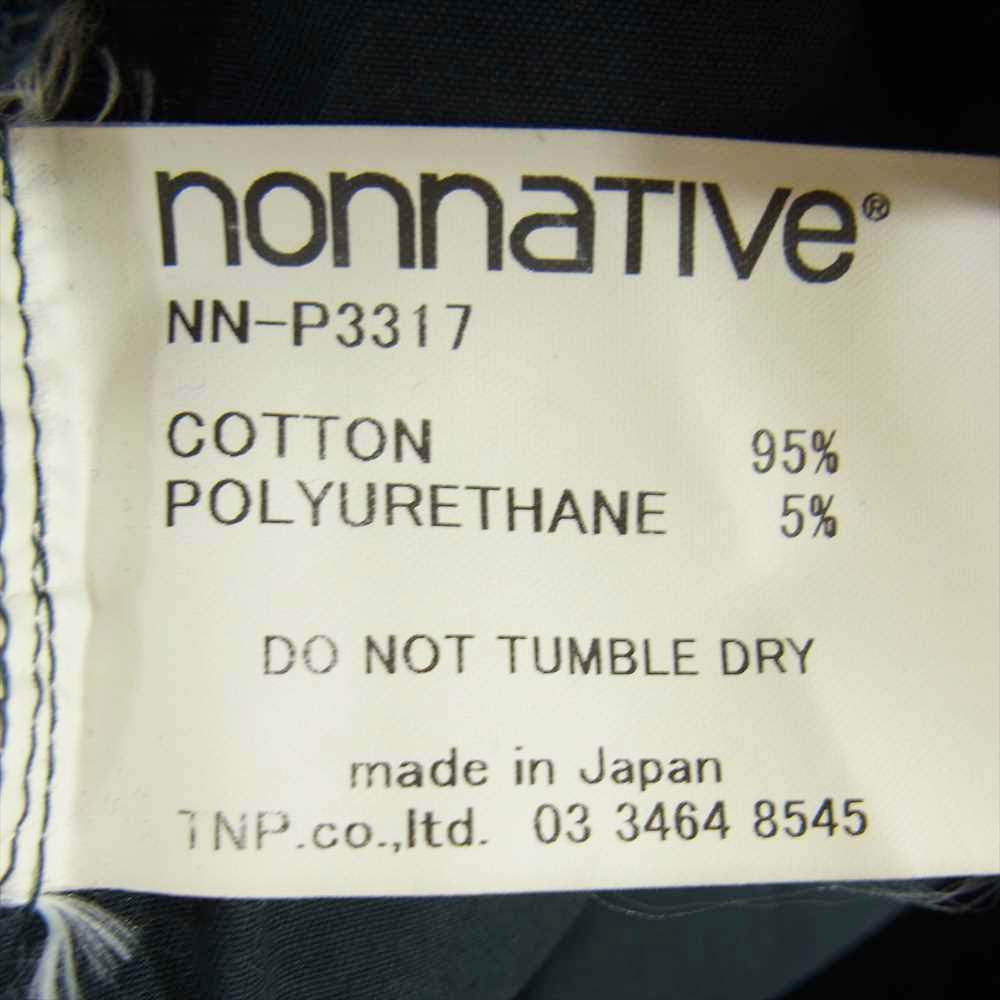 nonnaTIVe®
NN-P3317
COTTON 95%
POLYURETHANE 5%
DO NOT TUMBLE DRY
made in Japan
TNP.co.,ltd. 03 3464 8545